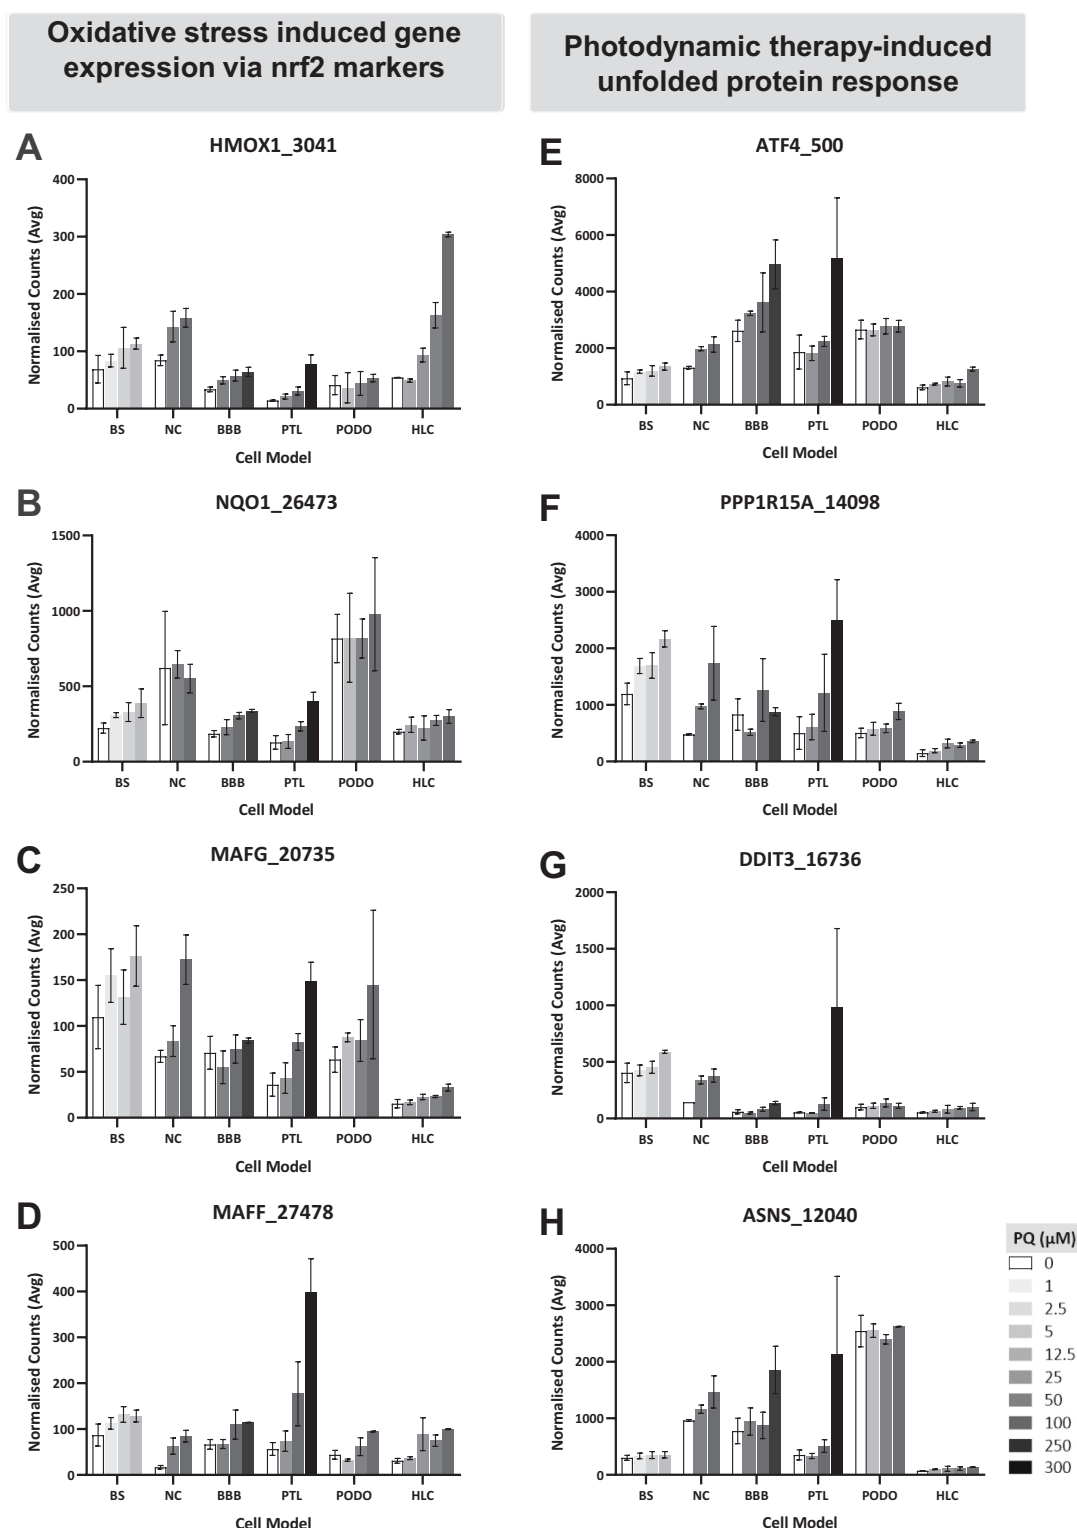 Oxidative stress induced gene
expression via nrf2 markers
Photodynamic therapy-induced
unfolded protein response
A
HMOX1_3041
Normalised Counts (Avg)
400
300
200
100
0
BS NC BBB PTL PODO HLC
Cell Model
E
ATF4_500
Normalised Counts (Avg)
8000
6000
4000
2000
0
BS NC BBB PTL PODO HLC
Cell Model
B
NQO1_26473
Normalised Counts (Avg)
1500
1000
500
0
BS NC BBB PTL PODO HLC
Cell Model
F
PPP1R15A_14098
Normalised Counts (Avg)
4000
3000
2000
1000
0
BS NC BBB PTL PODO HLC
Cell Model
C
MAFG_20735
Normalised Counts (Avg)
250
200
150
100
50
0
BS NC BBB PTL PODO HLC
Cell Model
G
DDIT3_16736
Normalised Counts (Avg)
2000
1500
1000
500
0
BS NC BBB PTL PODO HLC
Cell Model
D
MAFF_27478
Normalised Counts (Avg)
500
400
300
200
100
0
BS NC BBB PTL PODO HLC
Cell Model
H
ASNS_12040
Normalised Counts (Avg)
4000
3000
2000
1000
0
BS NC BBB PTL PODO HLC
Cell Model
PQ (µM)
0
1
2.5
5
12.5
25
50
100
250
300